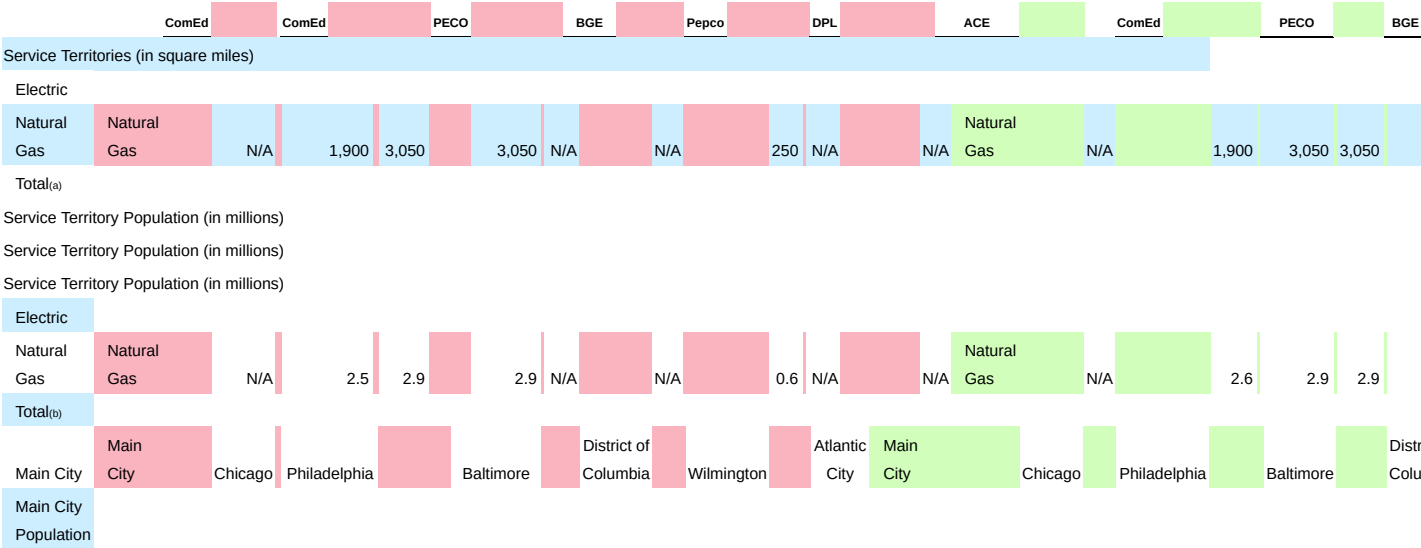 ComEd ComEd PECO BGE Pepco DPL ACE ComEd PECO BGE
Service Territories (in square miles)
Electric
Natural Natural Natural
Gas Gas N/A 1,900 3,050 3,050 N/A N/A 250 N/A N/A Gas N/A 1,900 3,050 3,050
Total(a)
Service Territory Population (in millions)
Service Territory Population (in millions)
Service Territory Population (in millions)
Electric
Natural Natural Natural
Gas Gas N/A 2.5 2.9 2.9 N/A N/A 0.6 N/A N/A Gas N/A 2.6 2.9 2.9
Total(b)
Main District of Atlantic Main Distr
Main City City Chicago Philadelphia Baltimore Columbia Wilmington City City Chicago Philadelphia Baltimore Colu
Main City
Population